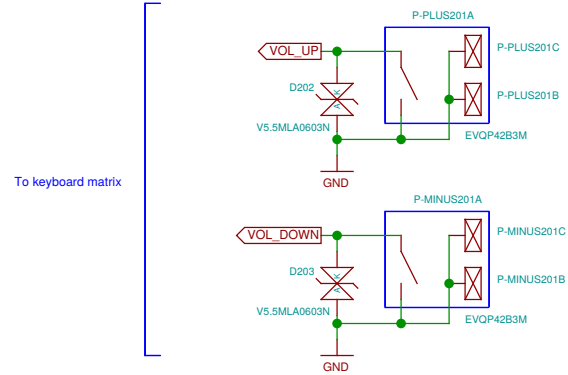 P-PLUS201A
VOL_UP
P-PLUS201C
D202
A K
P-PLUS201B
V5.5MLA0603N
EVQP42B3M
GND
To keyboard matrix
P-MINUS201A
VOL_DOWN
P-MINUS201C
D203
A K
P-MINUS201B
V5.5MLA0603N
EVQP42B3M
GND